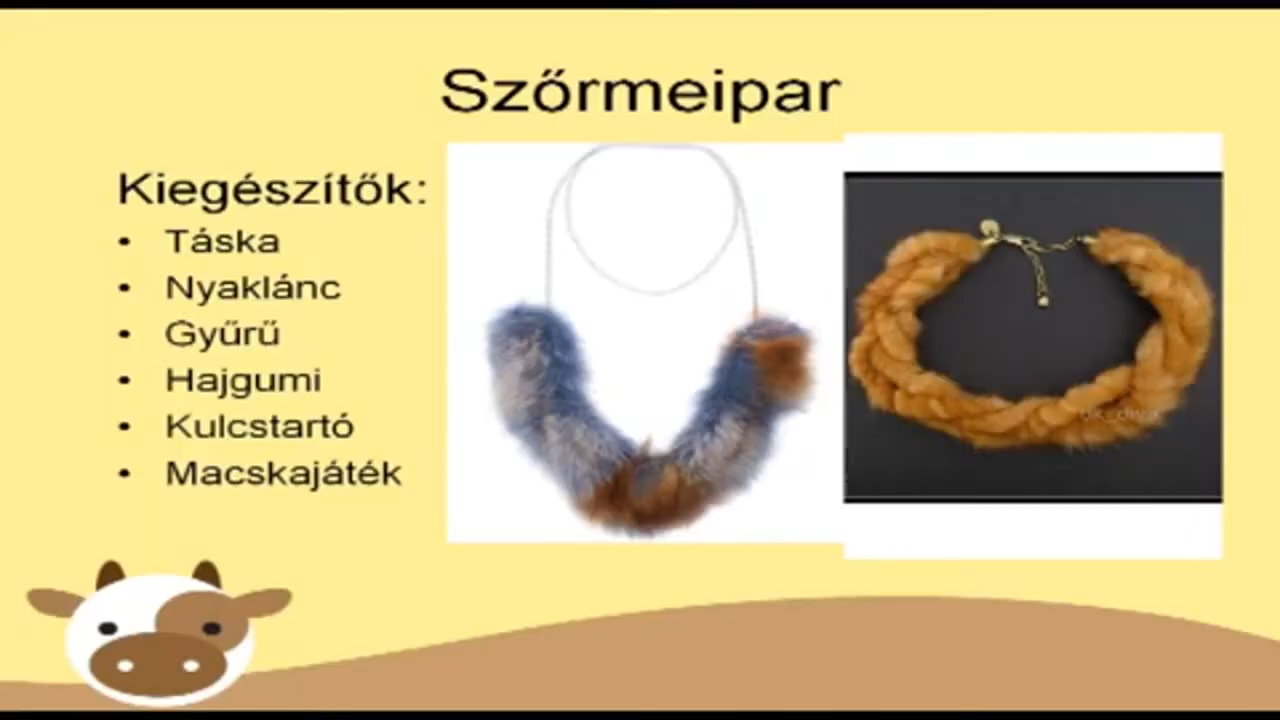 Szőrmeipar
Kiegészítők:
• Táska
• Nyaklánc
• Gyűrű
• Hajgumi
• Kulcstartó
• Macskajáték